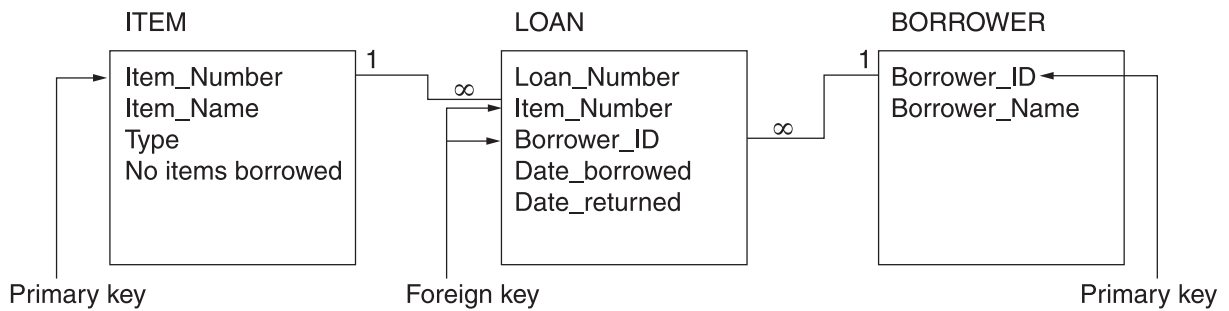 ITEM
LOAN
BORROWER
1
∞
∞
1
Item_Number
Item_Name
Type
No items borrowed
Loan_Number
Item_Number
Borrower_ID
Date_borrowed
Date_returned
Borrower_ID
Borrower_Name
Primary key
Foreign key
Primary key